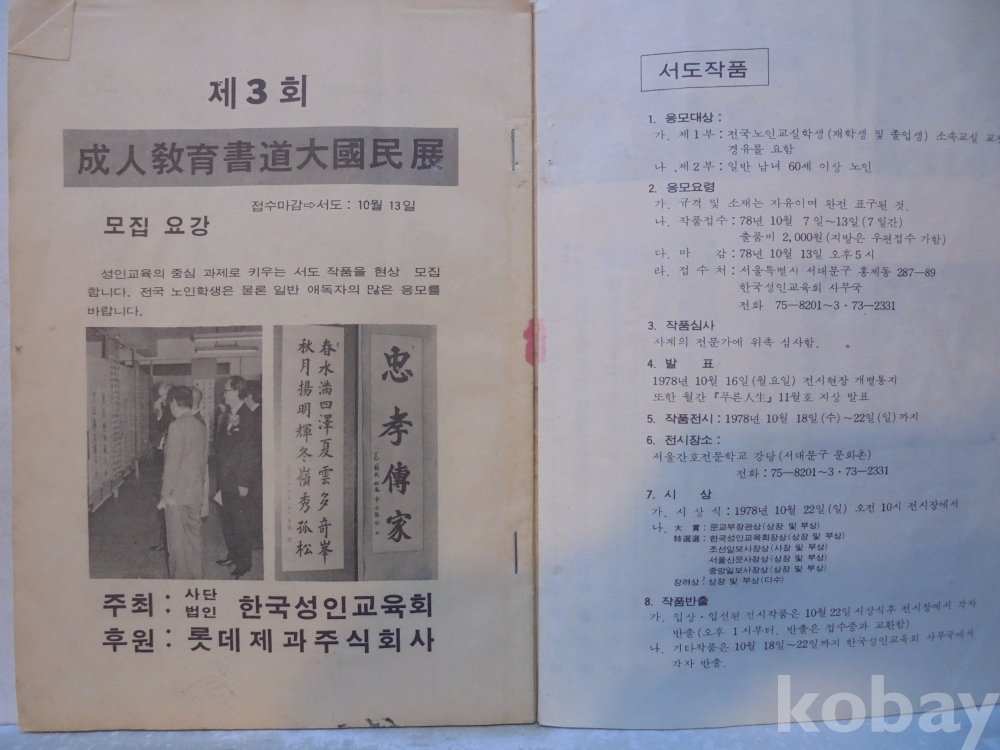 제3회
成人敎育書道大國民展
접수마감⇨서도 : 10월 13일
모집 요강
성인교육의 중심 과제로 키우는 서도 작품을 현상 모집
합니다. 전국 노인학생은 물론 일반 애독자의 많은 응모를
바랍니다.
春水滿四澤夏雲多奇峯
秋月揚明輝冬嶺秀孤松
忠孝傳家
주최 : 사단법인 한국성인교육회
후원 : 롯데제과주식회사
서도작품
1. 응모대상 :
가. 제1부 : 전국노인교실학생(재학생 및 졸업생) 소속교실
경유를 요함
나. 제2부 : 일반 남녀 60세 이상 노인
2. 응모요령
가. 규격 및 소재는 자유이며 완전 표구된 것.
나. 작품접수 : 78년 10월 7일~13일(7일간)
출품비 2,000원(지방은 우편접수 가함)
다. 마 감 : 78년 10월 13일 오후5시
라. 접수처 : 서울특별시 서대문구 홍제동 287—89
한국성인교육회 사무국
전화 75—8201~3·73—2331
3. 작품심사
사계의 전문가에 위촉 심사함.
4. 발 표
1978년 10월 16일(월요일) 전시현장 개별통지
또한 월간 『푸른人生』 11월호 지상 발표
5. 작품전시 : 1978년 10월 18일(수)~22일(일)까지
6. 전시장소 :
서울간호전문학교 강당(서대문구 문화촌)
전화 : 75—8201~3·73—2331
7. 시 상
가. 시상식 : 1978년 10월 22일(일) 오전 10시 전시장에서
나. 大賞 : 문교부장관상(상장 및 부상)
特選選 : 한국성인교육회장상(상장 및 부상)
조선일보사장상(사장 및 부상)
서울신문사장상(상장 및 부상)
중앙일보사장상(상장 및 부상)
장려상 : 상장 및 부상(다수)
8. 작품반출
가. 입상·입선된 전시작품은 10월 22일 시상식후 전시장에서 각자
반출(오후 1시부터. 반출은 접수증과 교환함)
나. 기타작품은 10월 18일~22일까지 한국성인교육회 사무국에서
각자 반출.
kobay